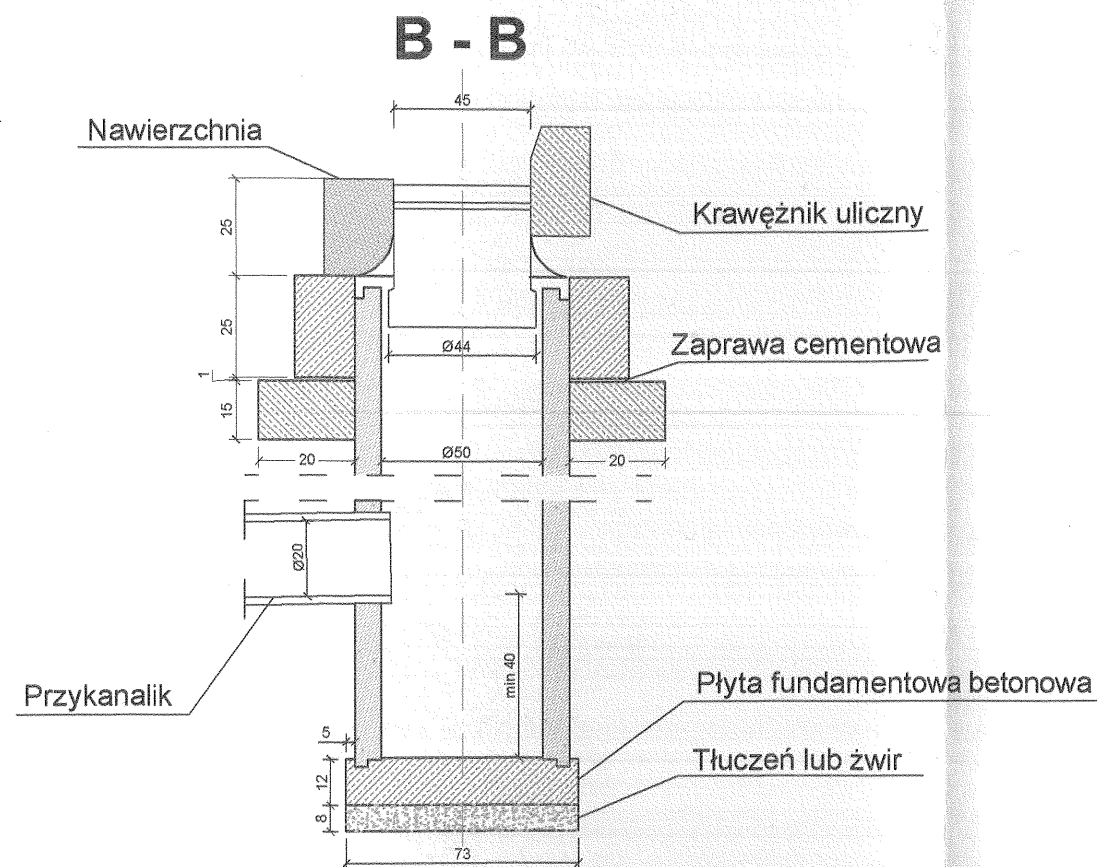 B - B
45
Nawierzchnia
Krawężnik uliczny
25
25
Ø44
Zaprawa cementowa
1
15
20
Ø50
20
Ø20
min 40
Przykanalik
Płyta fundamentowa betonowa
5
Tłuczeń lub żwir
12
8
73